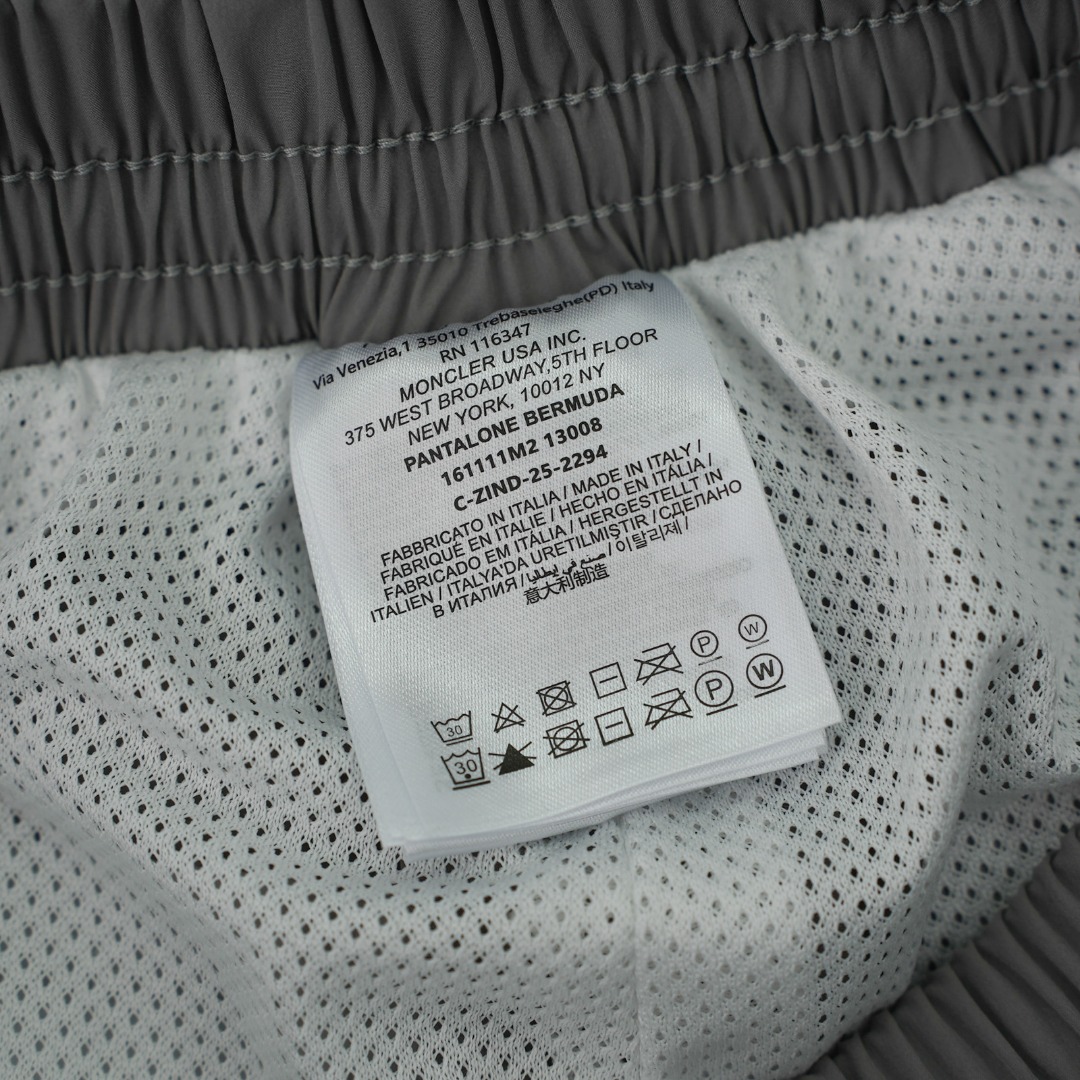 Via Venezia,1 35010 Trebaseleghe(PD) Italy
RN 116347
MONCLER USA INC.
375 WEST BROADWAY,5TH FLOOR
NEW YORK, 10012 NY
PANTALONE BERMUDA
161111M2 13008
C-ZIND-25-2294
FABBRICATO IN ITALIA / MADE IN ITALY /
FABRIQUÉ EN ITALIE / HECHO EN ITALIA /
FABRICADO EM ITÁLIA / HERGESTELLT IN
ITALIEN / ITALYA'DA URETILMIŞTIR / СДЕЛАНО
В ИТАЛИЯ / صنع في / 이탈리제 /
意大利制造
30 P W
30 P W